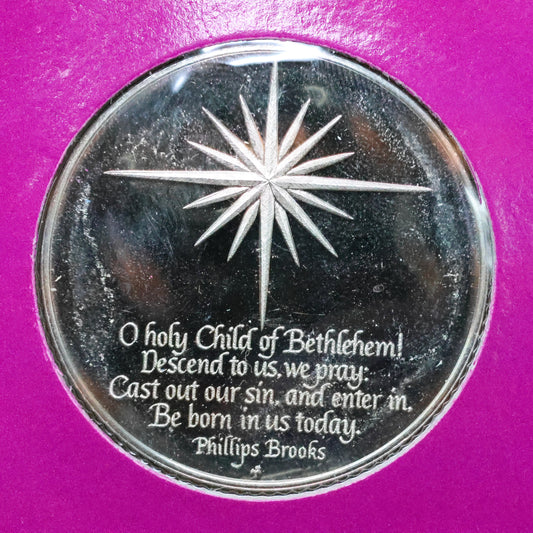 O holy Child of Bethlehem!
Descend to us, we pray:
Cast out our sin, and enter in,
Be born in us today.
Phillips Brooks